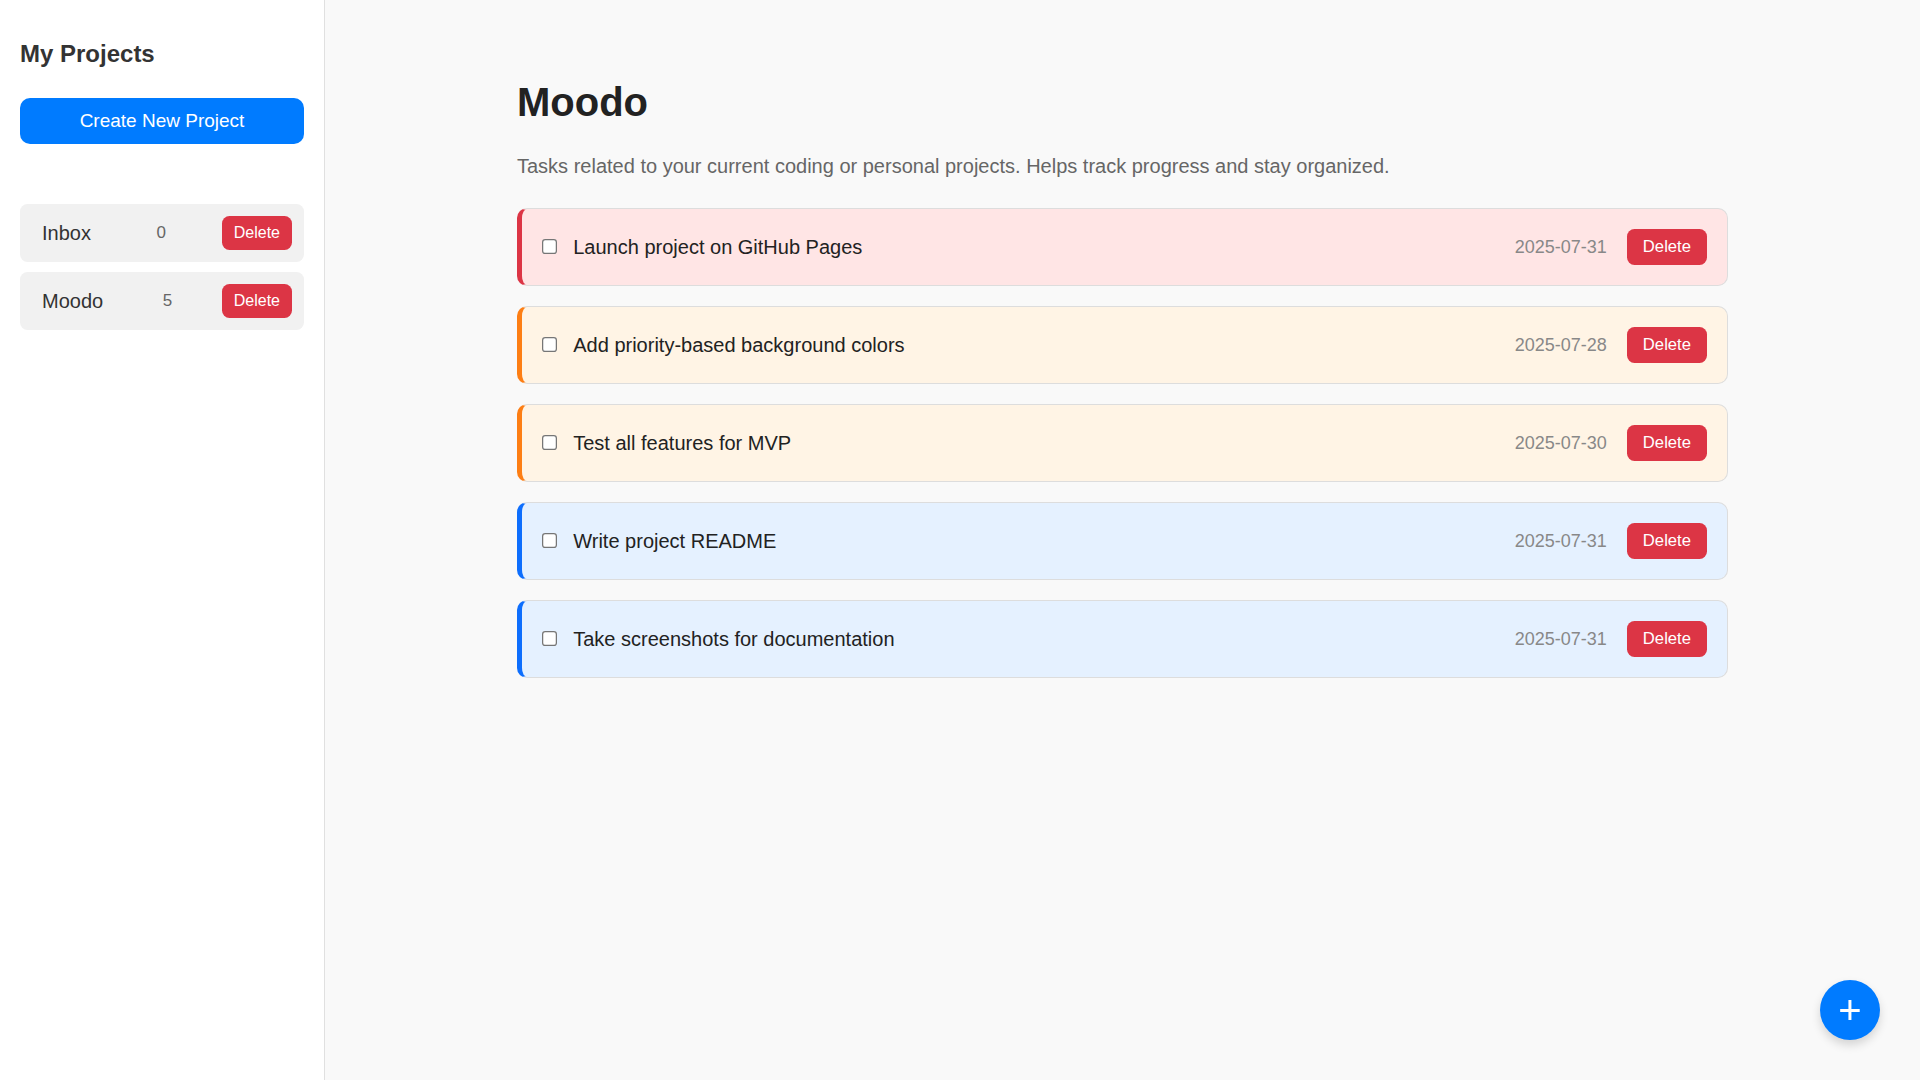 My Projects
Create New Project
Inbox 0 Delete
Moodo 5 Delete
Moodo
Tasks related to your current coding or personal projects. Helps track progress and stay organized.
Launch project on GitHub Pages 2025-07-31 Delete
Add priority-based background colors 2025-07-28 Delete
Test all features for MVP 2025-07-30 Delete
Write project README 2025-07-31 Delete
Take screenshots for documentation 2025-07-31 Delete
+